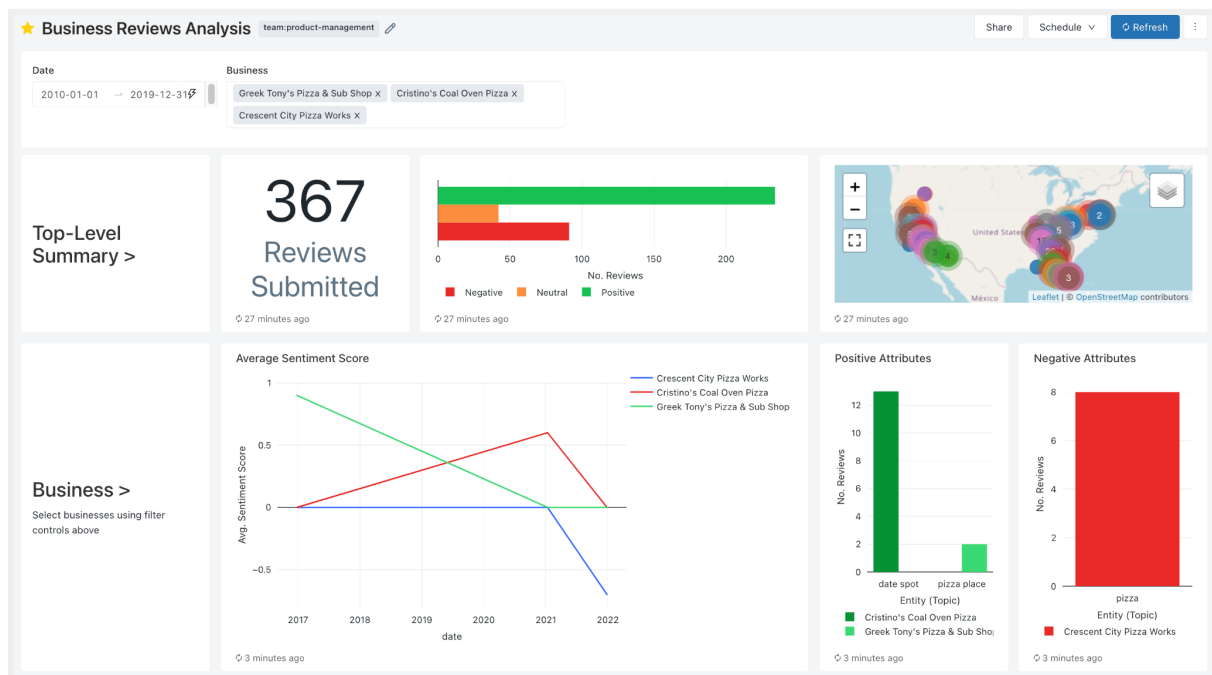 Business Reviews Analysis
team:product-management
Share
Schedule
Refresh
Date
2010-01-01 → 2019-12-31
Business
Greek Tony's Pizza & Sub Shop x
Cristino's Coal Oven Pizza x
Crescent City Pizza Works x
Top-Level
Summary >
367
Reviews
Submitted
27 minutes ago
0 50 100 150 200
No. Reviews
Negative Neutral Positive
27 minutes ago
+
−
United States
México
2
3
5
3
4
3
Leaflet | © OpenStreetMap contributors
27 minutes ago
Business >
Select businesses using filter
controls above
Average Sentiment Score
Crescent City Pizza Works
Cristino's Coal Oven Pizza
Greek Tony's Pizza & Sub Shop
Avg. Sentiment Score
1
0.5
0
−0.5
2017 2018 2019 2020 2021 2022
date
3 minutes ago
Positive Attributes
No. Reviews
12
10
8
6
4
2
0
date spot pizza place
Entity (Topic)
Cristino's Coal Oven Pizza
Greek Tony's Pizza & Sub Sho
3 minutes ago
Negative Attributes
No. Reviews
8
6
4
2
0
pizza
Entity (Topic)
Crescent City Pizza Works
3 minutes ago